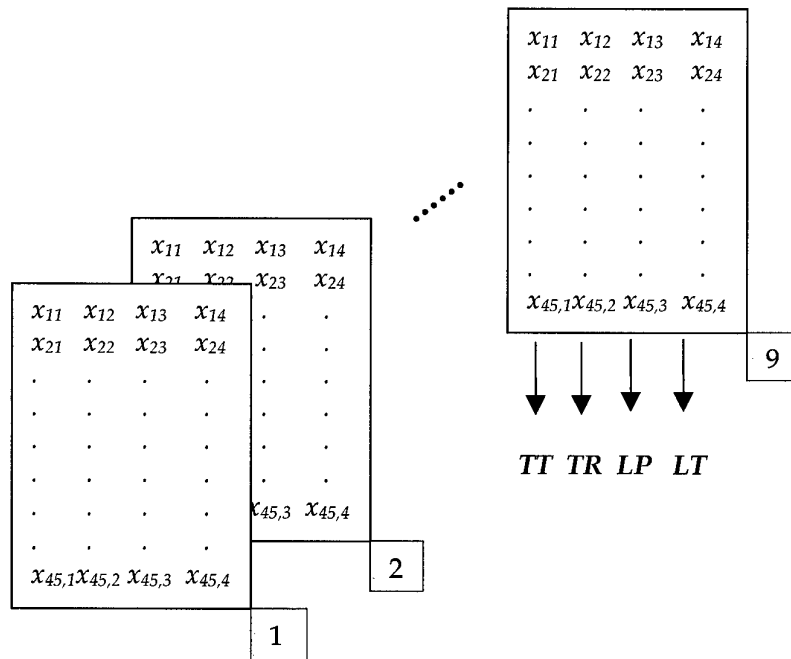 x11 x12 x13 x14
x21 x22 x23 x24
. . . .
. . . .
. . . .
. . . .
. . . .
. . . .
x45,1 x45,2 x45,3 x45,4
9
TT TR LP LT
x11 x12 x13 x14
x21 x22 x23 x24
. .
. .
. .
. .
. .
. .
x45,3 x45,4
2
x11 x12 x13 x14
x21 x22 x23 x24
. . . .
. . . .
. . . .
. . . .
. . . .
. . . .
x45,1 x45,2 x45,3 x45,4
1